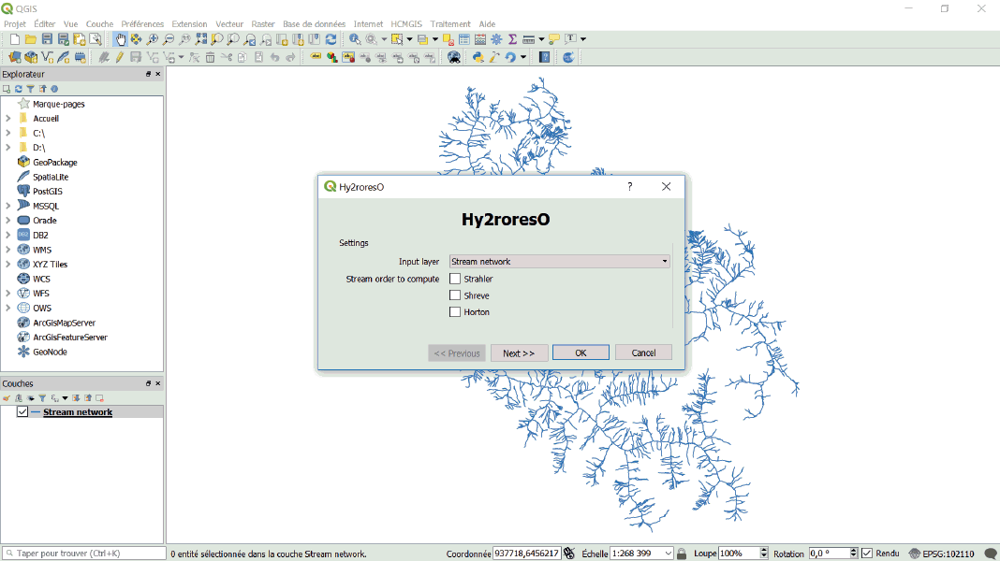 QGIS
Projet Éditer Vue Couche Préférences Extension Vecteur Raster Base de données Internet HCMGIS Traitement Aide
Explorateur
Marque-pages
Accueil
C:\
D:\
GeoPackage
SpatiaLite
PostGIS
MSSQL
Oracle
DB2
WMS
XYZ Tiles
WCS
WFS
OWS
ArcGisMapServer
ArcGisFeatureServer
GeoNode
Couches
Stream network
Hy2roresO
?
Hy2roresO
Settings
Input layer Stream network
Stream order to compute Strahler
Shreve
Horton
<< Previous Next >> OK Cancel
Taper pour trouver (Ctrl+K) 0 entité sélectionnée dans la couche Stream network. Coordonnée 937718,6456217 Échelle 1:268 399 Loupe 100% Rotation 0,0 ° Rendu EPSG:102110